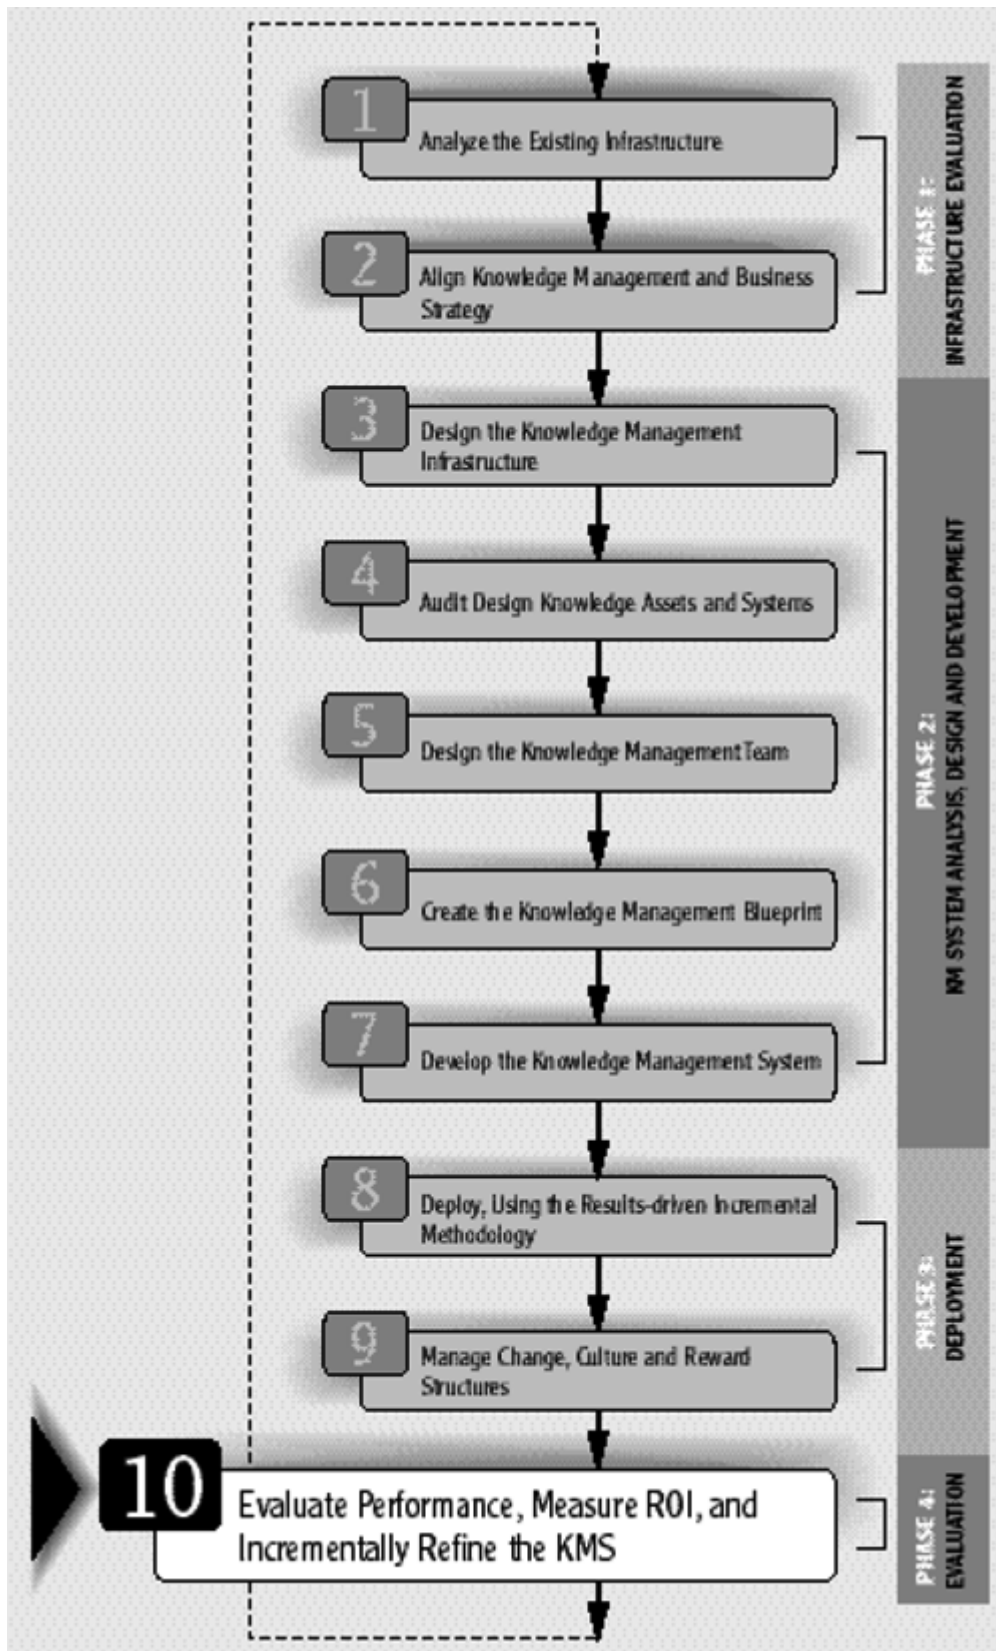 1
Analyze the Existing Infrastructure
2
Align Knowledge Management and Business
Strategy
3
Design the Knowledge Management
Infrastructure
4
Audit Design Knowledge Assets and Systems
5
Design the Knowledge Management Team
6
Create the Knowledge Management Blueprint
7
Develop the Knowledge Management System
8
Deploy, Using the Results-driven Incremental
Methodology
9
Manage Change, Culture and Reward
Structures
10
Evaluate Performance, Measure ROI, and
Incrementally Refine the KMS
PHASE 1:
INFRASTRUCTURE EVALUATION
PHASE 2:
KM SYSTEM ANALYSIS, DESIGN AND DEVELOPMENT
PHASE 3:
DEPLOYMENT
PHASE 4:
EVALUATION